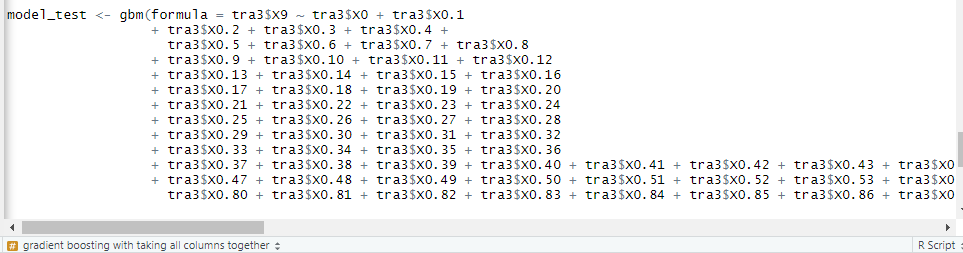 model_test <- gbm(formula = tra3$X9 ~ tra3$X0 + tra3$X0.1
+ tra3$X0.2 + tra3$X0.3 + tra3$X0.4 +
tra3$X0.5 + tra3$X0.6 + tra3$X0.7 + tra3$X0.8
+ tra3$X0.9 + tra3$X0.10 + tra3$X0.11 + tra3$X0.12
+ tra3$X0.13 + tra3$X0.14 + tra3$X0.15 + tra3$X0.16
+ tra3$X0.17 + tra3$X0.18 + tra3$X0.19 + tra3$X0.20
+ tra3$X0.21 + tra3$X0.22 + tra3$X0.23 + tra3$X0.24
+ tra3$X0.25 + tra3$X0.26 + tra3$X0.27 + tra3$X0.28
+ tra3$X0.29 + tra3$X0.30 + tra3$X0.31 + tra3$X0.32
+ tra3$X0.33 + tra3$X0.34 + tra3$X0.35 + tra3$X0.36
+ tra3$X0.37 + tra3$X0.38 + tra3$X0.39 + tra3$X0.40 + tra3$X0.41 + tra3$X0.42 + tra3$X0.43 + tra3$X0
+ tra3$X0.47 + tra3$X0.48 + tra3$X0.49 + tra3$X0.50 + tra3$X0.51 + tra3$X0.52 + tra3$X0.53 + tra3$X0
tra3$X0.80 + tra3$X0.81 + tra3$X0.82 + tra3$X0.83 + tra3$X0.84 + tra3$X0.85 + tra3$X0.86 + tra3$X0
# gradient boosting with taking all columns together
R Script